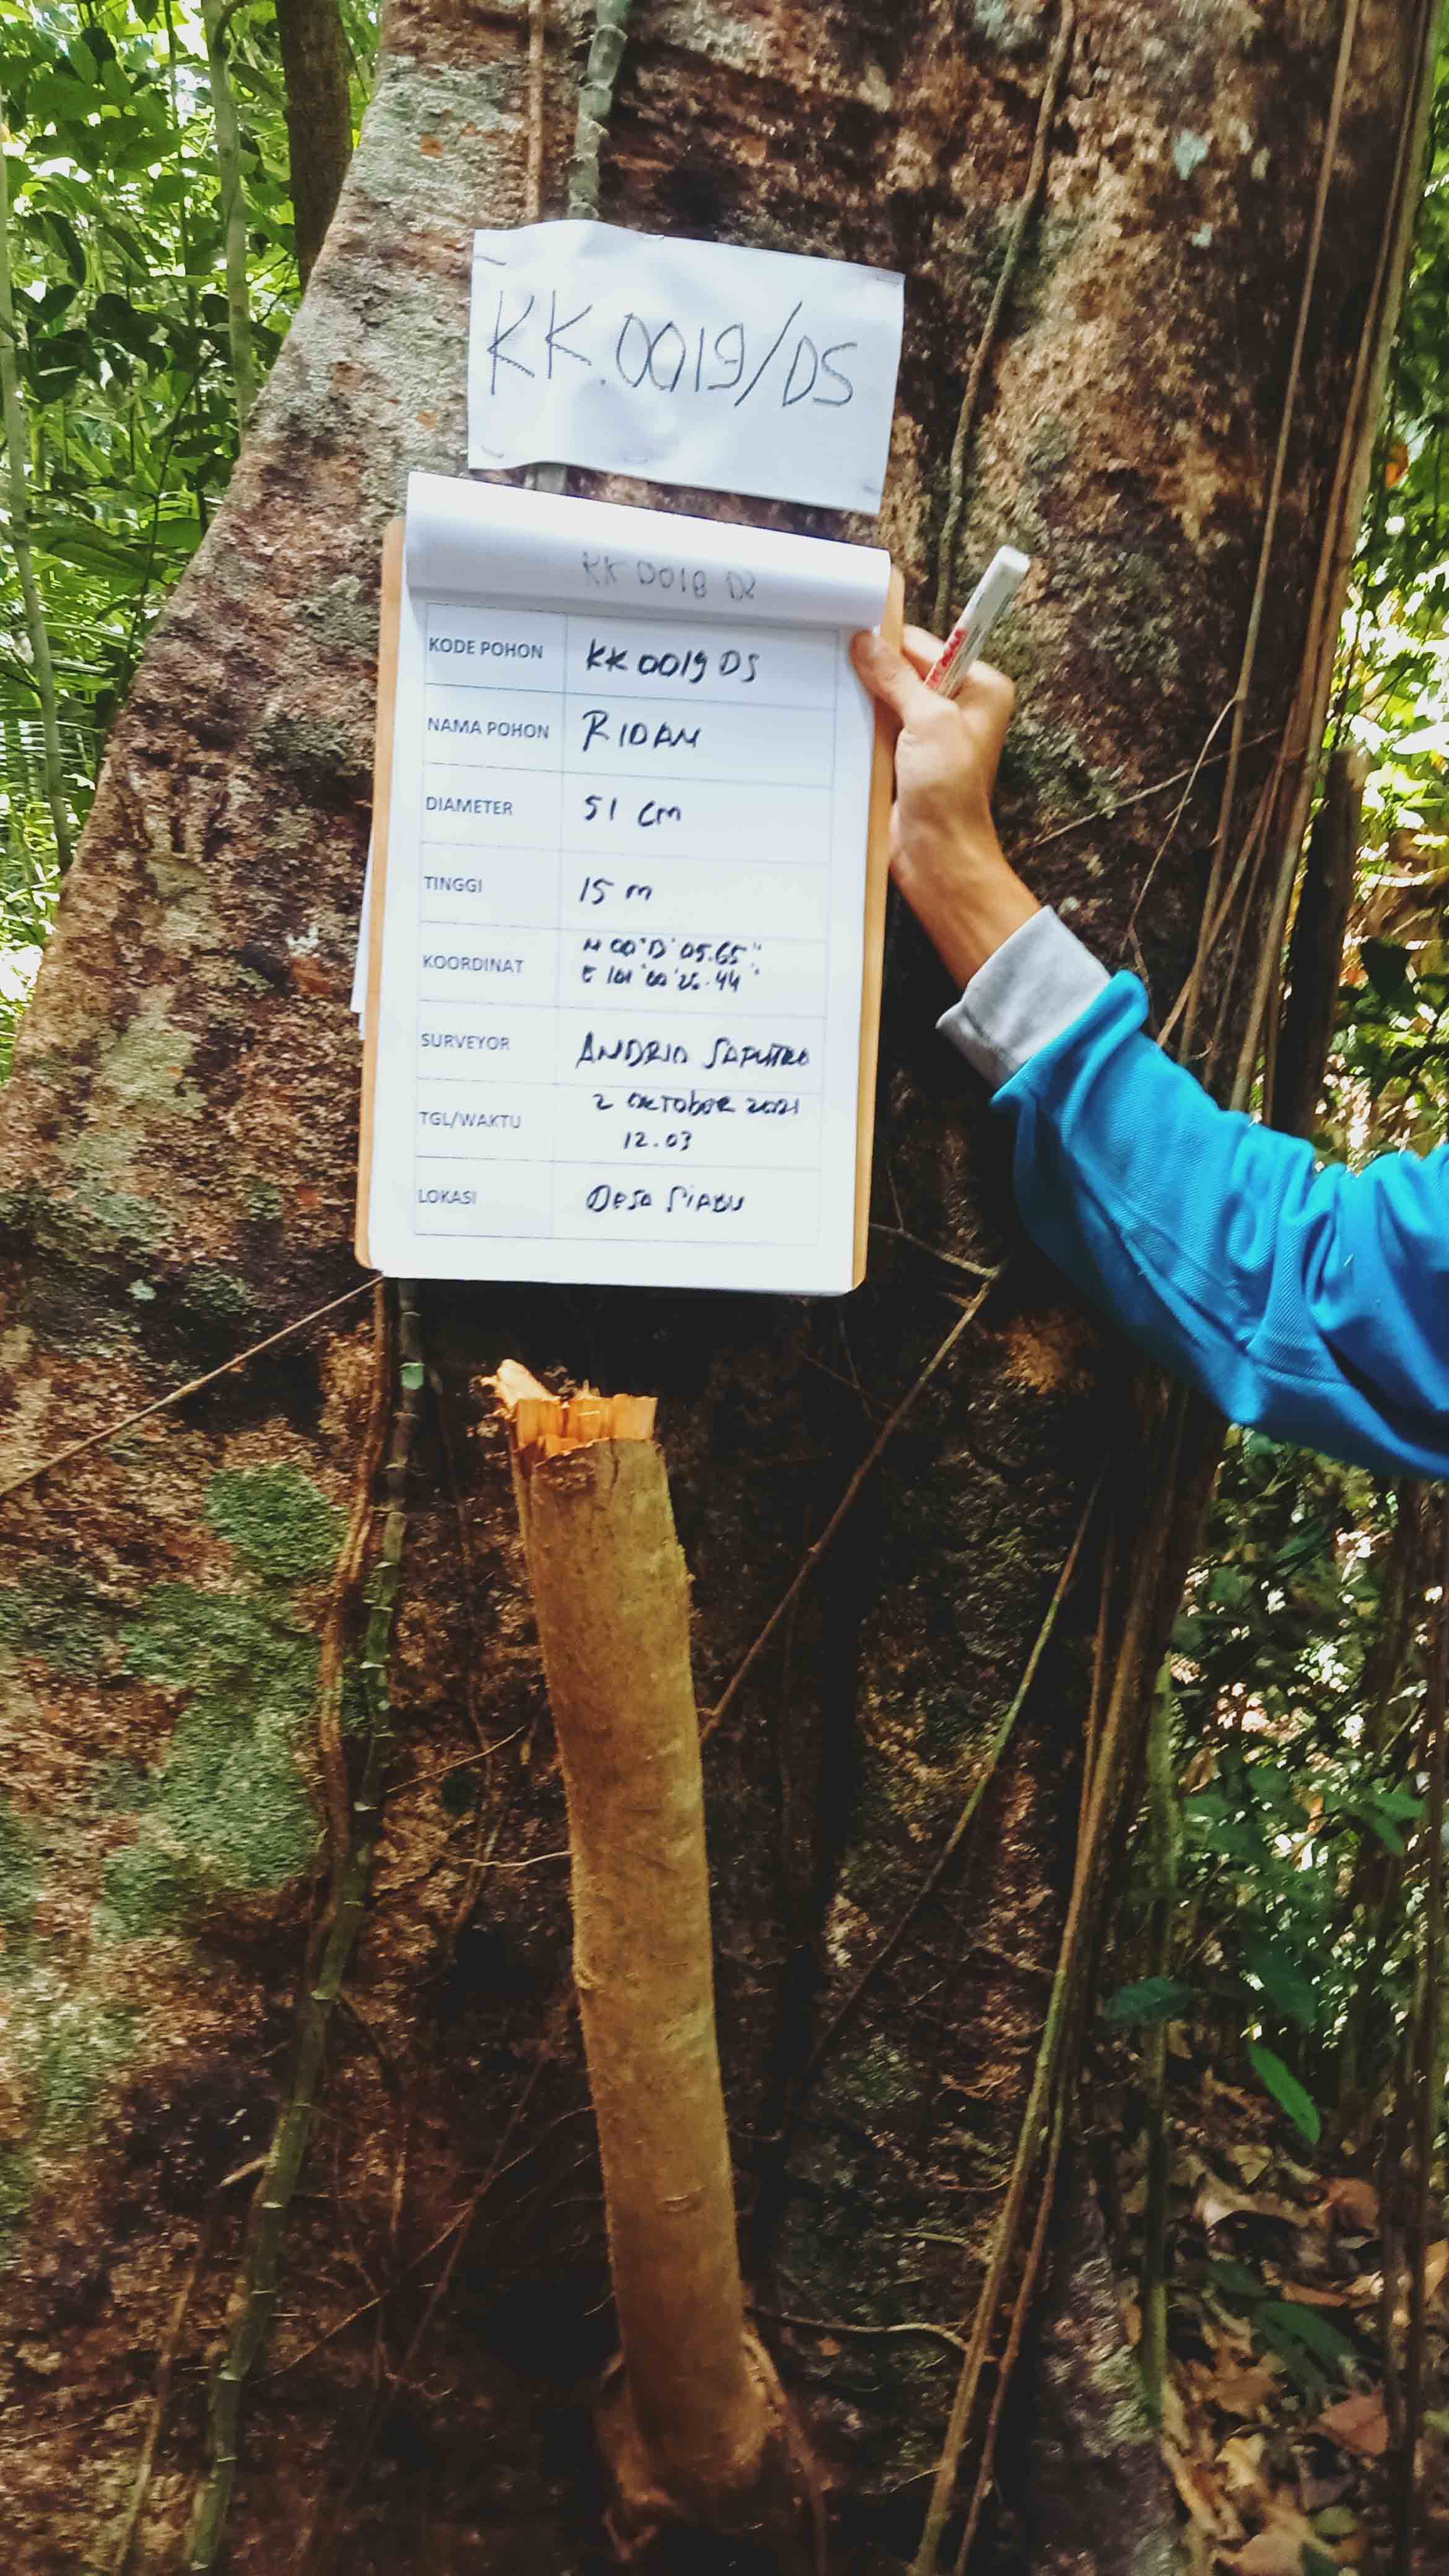 KK.0019/DS
KK 0018 DS
KODE POHON KK 0019 DS
NAMA POHON RIDAN
DIAMETER 51 Cm
TINGGI 15 m
KOORDINAT N 00° 05.65"
E 101° 00' 26.44"
SURVEYOR ANDRIO SAPUTRO
TGL/WAKTU 2 OKTOBOR 2021
12.03
LOKASI DESA SIABU